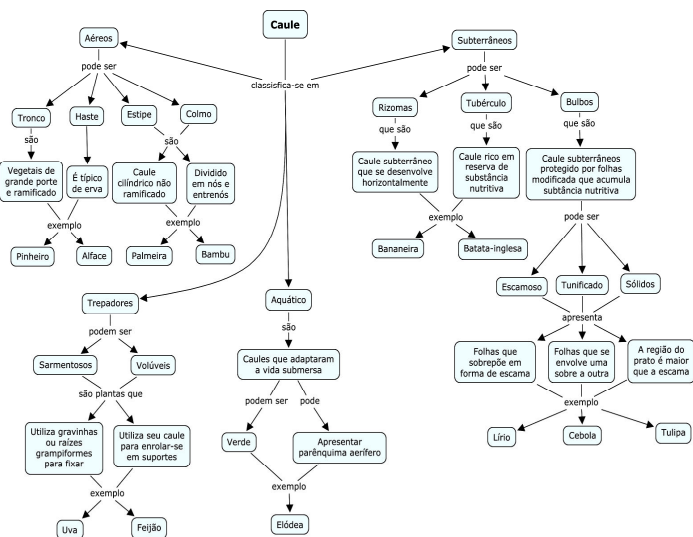 Caule
Aéreos
Subterrâneos
pode ser
pode ser
classisfica-se em
Tronco
Haste
Estipe
Colmo
Rizomas
Tubérculo
Bulbos
são
são
que são
que são
que são
Vegetais de
grande porte
e ramificado
É típico
de erva
Caule
cilíndrico não
ramificado
Dividido
em nós e
entrenós
Caule subterrâneo
que se desenvolve
horizontalmente
Caule rico em
reserva de
substância
nutritiva
Caule subterrâneos
protegido por folhas
modificada que acumula
subtância nutritiva
exemplo
exemplo
exemplo
pode ser
Pinheiro
Alface
Palmeira
Bambu
Bananeira
Batata-inglesa
Escamoso
Tunificado
Sólidos
apresenta
Trepadores
Aquático
podem ser
são
Sarmentosos
Volúveis
Caules que adaptaram
a vida submersa
Folhas que
sobrepõe em
forma de escama
Folhas que se
envolve uma
sobre a outra
A região do
prato é maior
que a escama
são plantas que
podem ser
pode
exemplo
Utiliza gravinhas
ou raízes
grampiformes
para fixar
Utiliza seu caule
para enrolar-se
em suportes
Verde
Apresentar
parênquima aerífero
Lírio
Cebola
Tulipa
exemplo
exemplo
Uva
Feijão
Elódea